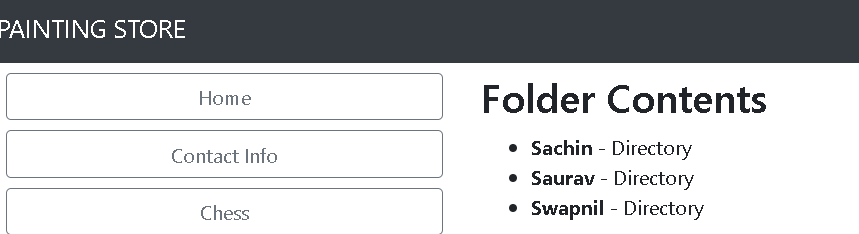 PAINTING STORE
Home
Contact Info
Chess
Folder Contents
Sachin - Directory
Saurav - Directory
Swapnil - Directory